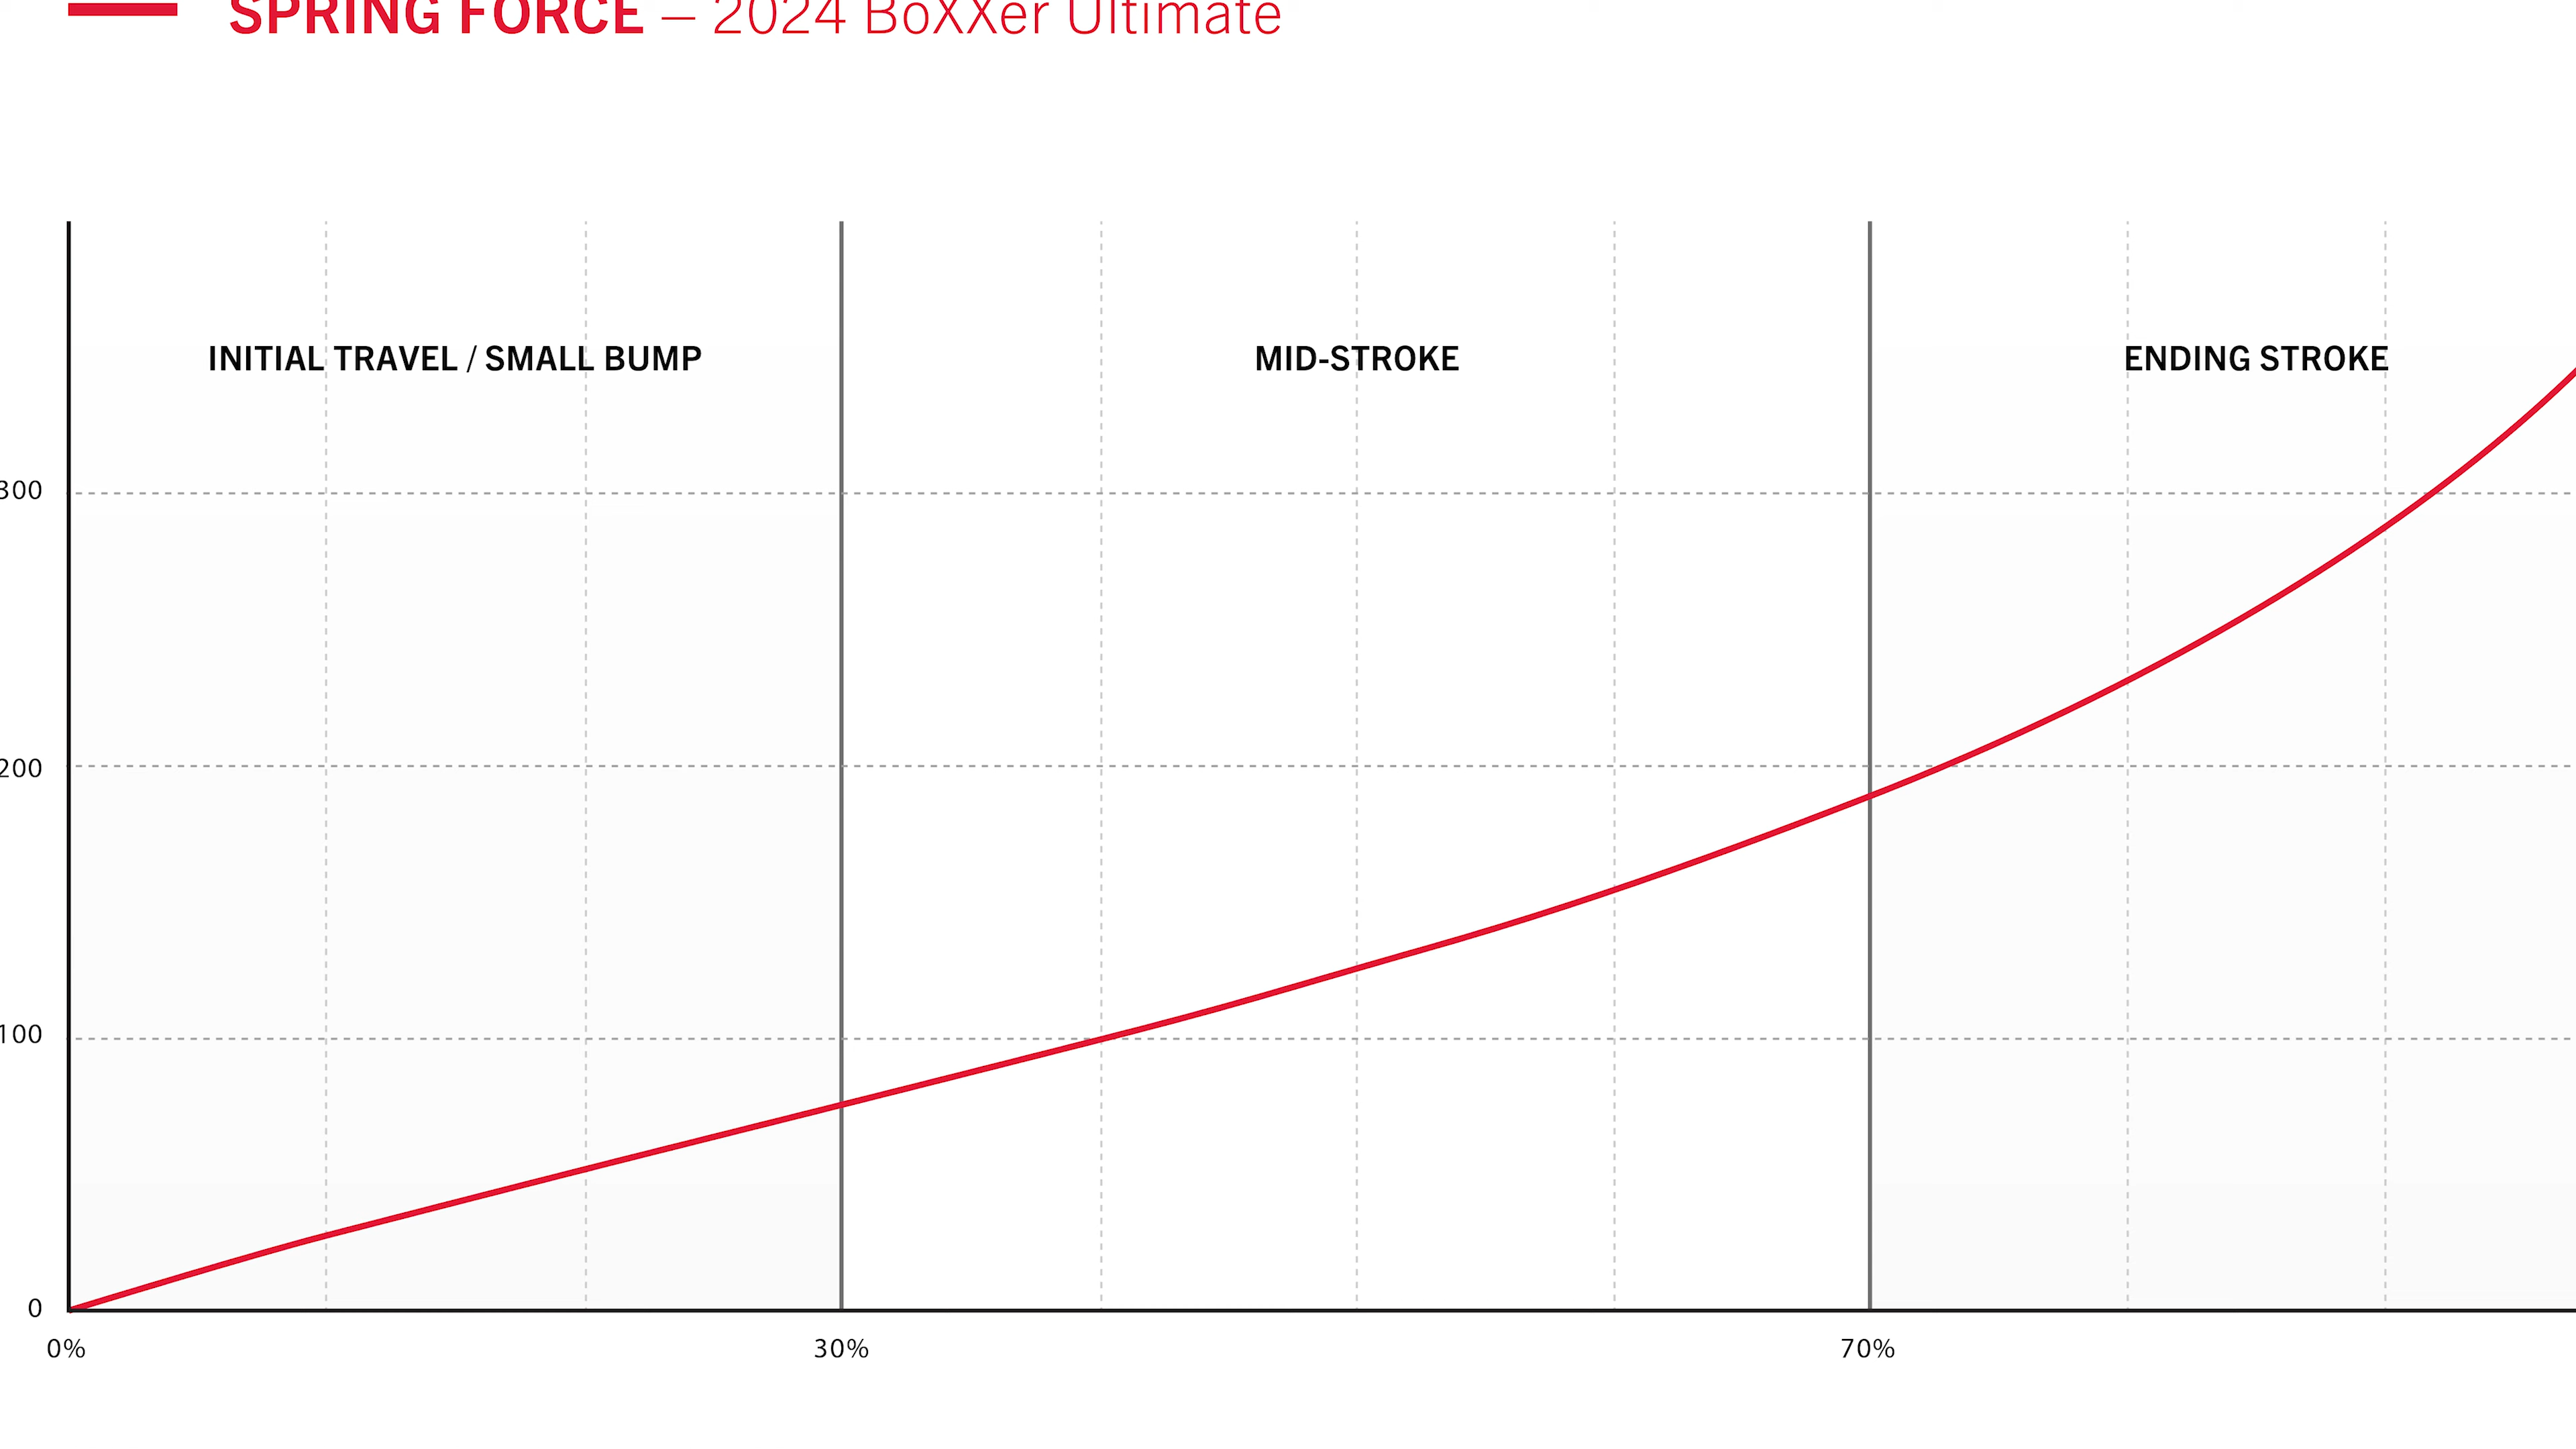 SPRING FORCE – 2024 BoXXer Ultimate
INITIAL TRAVEL / SMALL BUMP
MID-STROKE
ENDING STROKE
300
200
100
0
0%
30%
70%